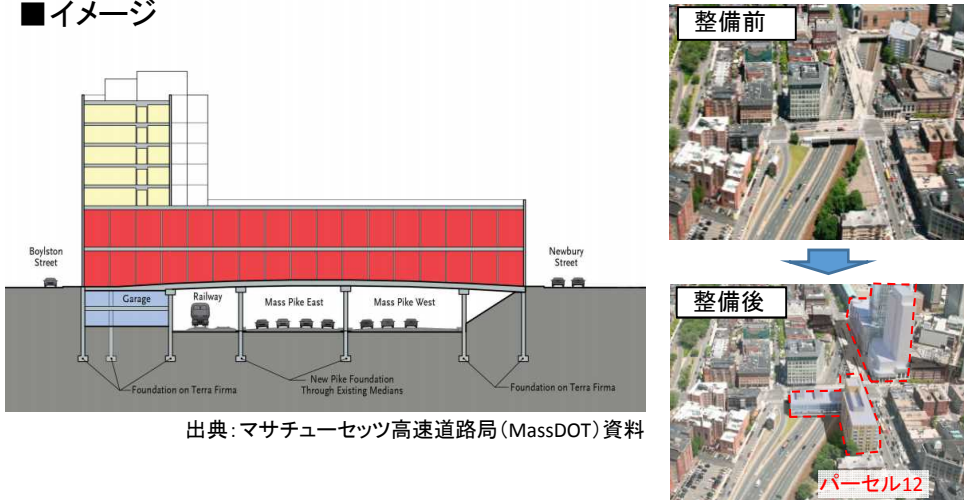 ■イメージ
Boylston
Street
Newbury
Street
Garage
Railway
Mass Pike East
Mass Pike West
Foundation on Terra Firma
New Pike Foundation
Through Existing Medians
Foundation on Terra Firma
出典：マサチューセッツ高速道路局（MassDOT）資料
整備前
整備後
パーセル12